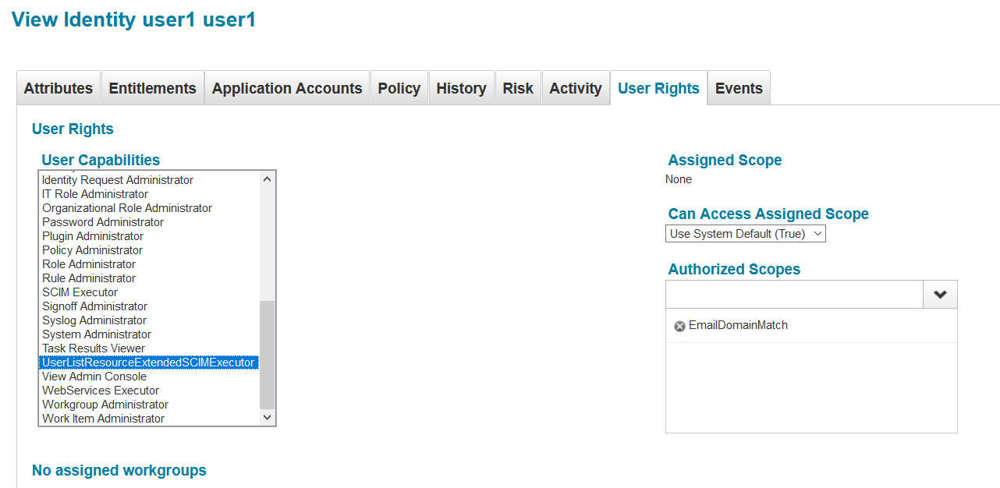 View Identity user1 user1
Attributes
Entitlements
Application Accounts
Policy
History
Risk
Activity
User Rights
Events
User Rights
User Capabilities
Identity Request Administrator
IT Role Administrator
Organizational Role Administrator
Password Administrator
Plugin Administrator
Policy Administrator
Role Administrator
Rule Administrator
SCIM Executor
Signoff Administrator
Syslog Administrator
System Administrator
Task Results Viewer
UserListResourceExtendedSCIMExecutor
View Admin Console
WebServices Executor
Workgroup Administrator
Work Item Administrator
Assigned Scope
None
Can Access Assigned Scope
Use System Default (True)
Authorized Scopes
EmailDomainMatch
No assigned workgroups